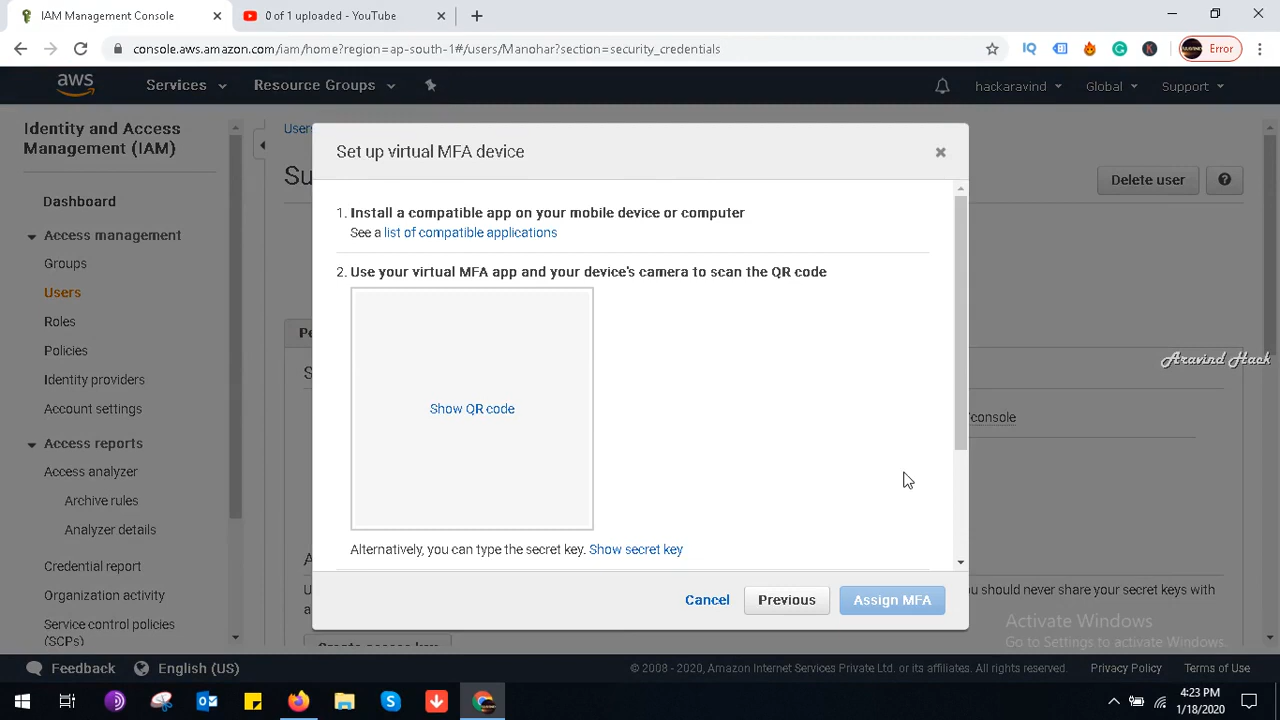 IAM Management Console
0 of 1 uploaded - YouTube
console.aws.amazon.com/iam/home?region=ap-south-1#/users/Manohar?section=security_credentials
Error
aws
Services
Resource Groups
hackaravind
Global
Support
Identity and Access
Management (IAM)
Dashboard
Access management
Groups
Users
Roles
Policies
Identity providers
Account settings
Access reports
Access analyzer
Archive rules
Analyzer details
Credential report
Organization activity
Service control policies
(SCPs)
Users
Su
Delete user
Set up virtual MFA device
1. Install a compatible app on your mobile device or computer
See a list of compatible applications
2. Use your virtual MFA app and your device's camera to scan the QR code
Show QR code
Alternatively, you can type the secret key. Show secret key
Cancel
Previous
Assign MFA
Aravind Hack
/console
ou should never share your secret keys with
Create access key
Activate Windows
Go to Settings to activate Windows.
Feedback
English (US)
© 2008 - 2020, Amazon Internet Services Private Ltd. or its affiliates. All rights reserved.
Privacy Policy
Terms of Use
4:23 PM
1/18/2020